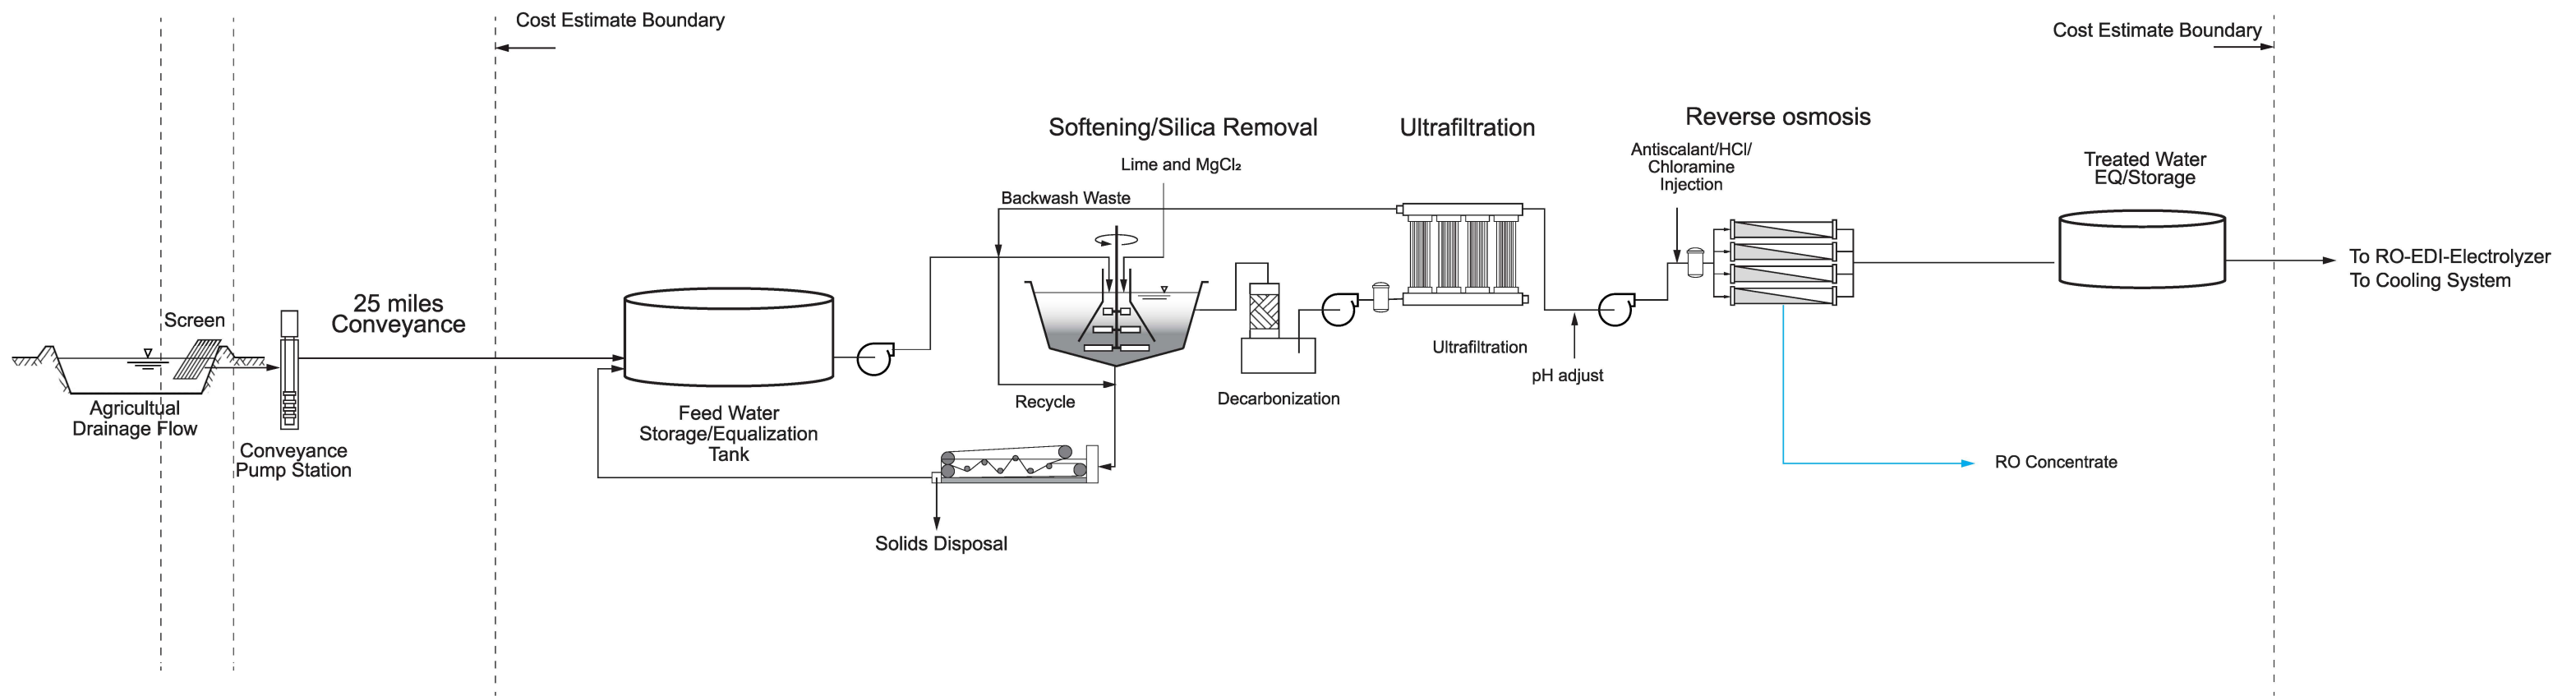 Cost Estimate Boundary
Cost Estimate Boundary
Softening/Silica Removal
Ultrafiltration
Reverse osmosis
Lime and MgCl₂
Backwash Waste
Antiscalant/HCl/
Chloramine
Injection
Treated Water
EQ/Storage
To RO-EDI-Electrolyzer
To Cooling System
25 miles
Conveyance
Screen
Agricultual
Drainage Flow
Conveyance
Pump Station
Feed Water
Storage/Equalization
Tank
Recycle
Decarbonization
Ultrafiltration
pH adjust
RO Concentrate
Solids Disposal